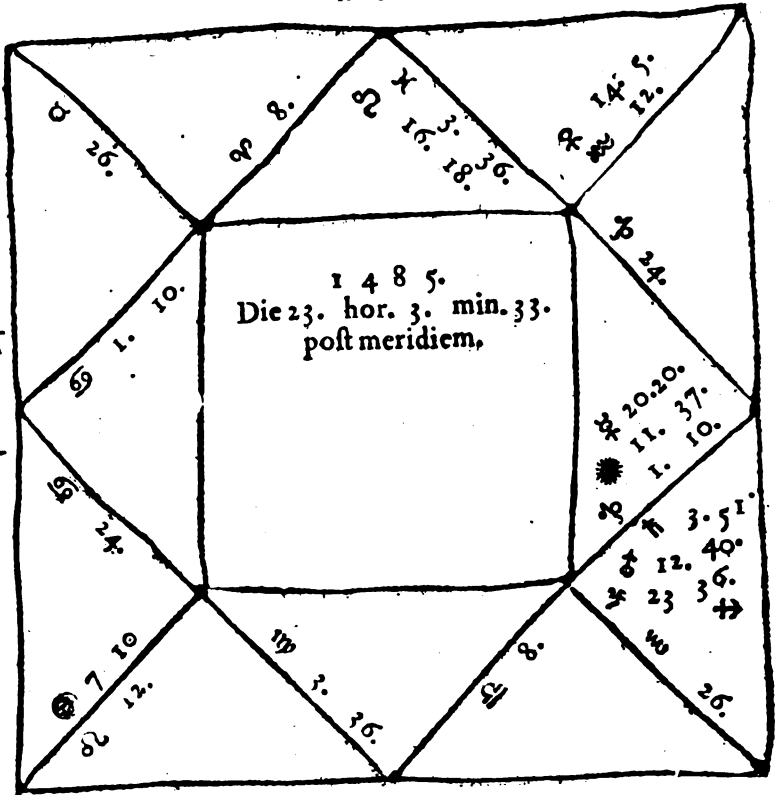 1 4 8 5.
Die 23. hor. 3. min. 33.
poſt meridiem.
♉ 26.
♈ 8.
♌ 16. 18.
♓ 3. 36.
♀ 14. 5.
♒ 12.
♑ 24.
☿ 20. 20.
☉ 11. 37.
♑ 1. 10.
♄ 3. 51.
♂ 12. 40.
♃ 23 36.
♐
♏ 26.
♎ 8.
♍ 3. 36.
♌ 12.
7 10
♋ 24.
♋ 1. 10.